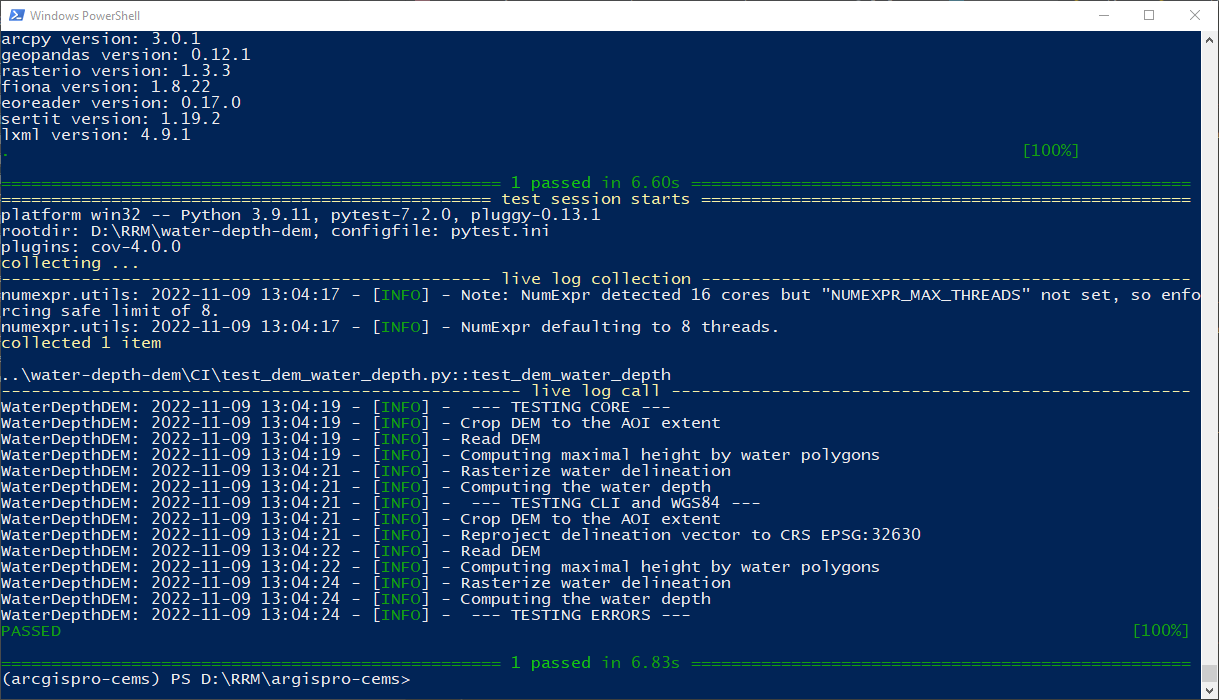 Windows PowerShell
arcpy version: 3.0.1
geopandas version: 0.12.1
rasterio version: 1.3.3
fiona version: 1.8.22
eoreader version: 0.17.0
sertit version: 1.19.2
lxml version: 4.9.1
. [100%]
================================================== 1 passed in 6.60s ==================================================
================================================= test session starts =================================================
platform win32 -- Python 3.9.11, pytest-7.2.0, pluggy-0.13.1
rootdir: D:\RRM\water-depth-dem, configfile: pytest.ini
plugins: cov-4.0.0
collecting ...
------------------------------------------------- live log collection -------------------------------------------------
numexpr.utils: 2022-11-09 13:04:17 - [INFO] - Note: NumExpr detected 16 cores but "NUMEXPR_MAX_THREADS" not set, so enfo
rcing safe limit of 8.
numexpr.utils: 2022-11-09 13:04:17 - [INFO] - NumExpr defaulting to 8 threads.
collected 1 item
..\water-depth-dem\CI\test_dem_water_depth.py::test_dem_water_depth
---------------------------------------------------- live log call ----------------------------------------------------
WaterDepthDEM: 2022-11-09 13:04:19 - [INFO] -  --- TESTING CORE ---
WaterDepthDEM: 2022-11-09 13:04:19 - [INFO] - Crop DEM to the AOI extent
WaterDepthDEM: 2022-11-09 13:04:19 - [INFO] - Read DEM
WaterDepthDEM: 2022-11-09 13:04:19 - [INFO] - Computing maximal height by water polygons
WaterDepthDEM: 2022-11-09 13:04:21 - [INFO] - Rasterize water delineation
WaterDepthDEM: 2022-11-09 13:04:21 - [INFO] - Computing the water depth
WaterDepthDEM: 2022-11-09 13:04:21 - [INFO] -  --- TESTING CLI and WGS84 ---
WaterDepthDEM: 2022-11-09 13:04:21 - [INFO] - Crop DEM to the AOI extent
WaterDepthDEM: 2022-11-09 13:04:21 - [INFO] - Reproject delineation vector to CRS EPSG:32630
WaterDepthDEM: 2022-11-09 13:04:22 - [INFO] - Read DEM
WaterDepthDEM: 2022-11-09 13:04:22 - [INFO] - Computing maximal height by water polygons
WaterDepthDEM: 2022-11-09 13:04:24 - [INFO] - Rasterize water delineation
WaterDepthDEM: 2022-11-09 13:04:24 - [INFO] - Computing the water depth
WaterDepthDEM: 2022-11-09 13:04:24 - [INFO] -  --- TESTING ERRORS ---
PASSED [100%]
================================================== 1 passed in 6.83s ==================================================
(arcgispro-cems) PS D:\RRM\argispro-cems>